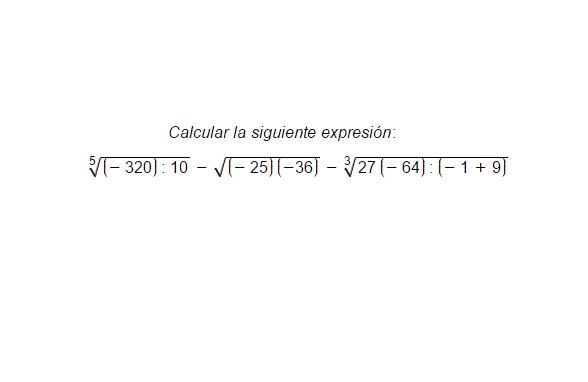 Calcular la siguiente expresión:
⁵√(− 320) : 10 − √(− 25) (−36) − ³√27 (− 64) : (− 1 + 9)